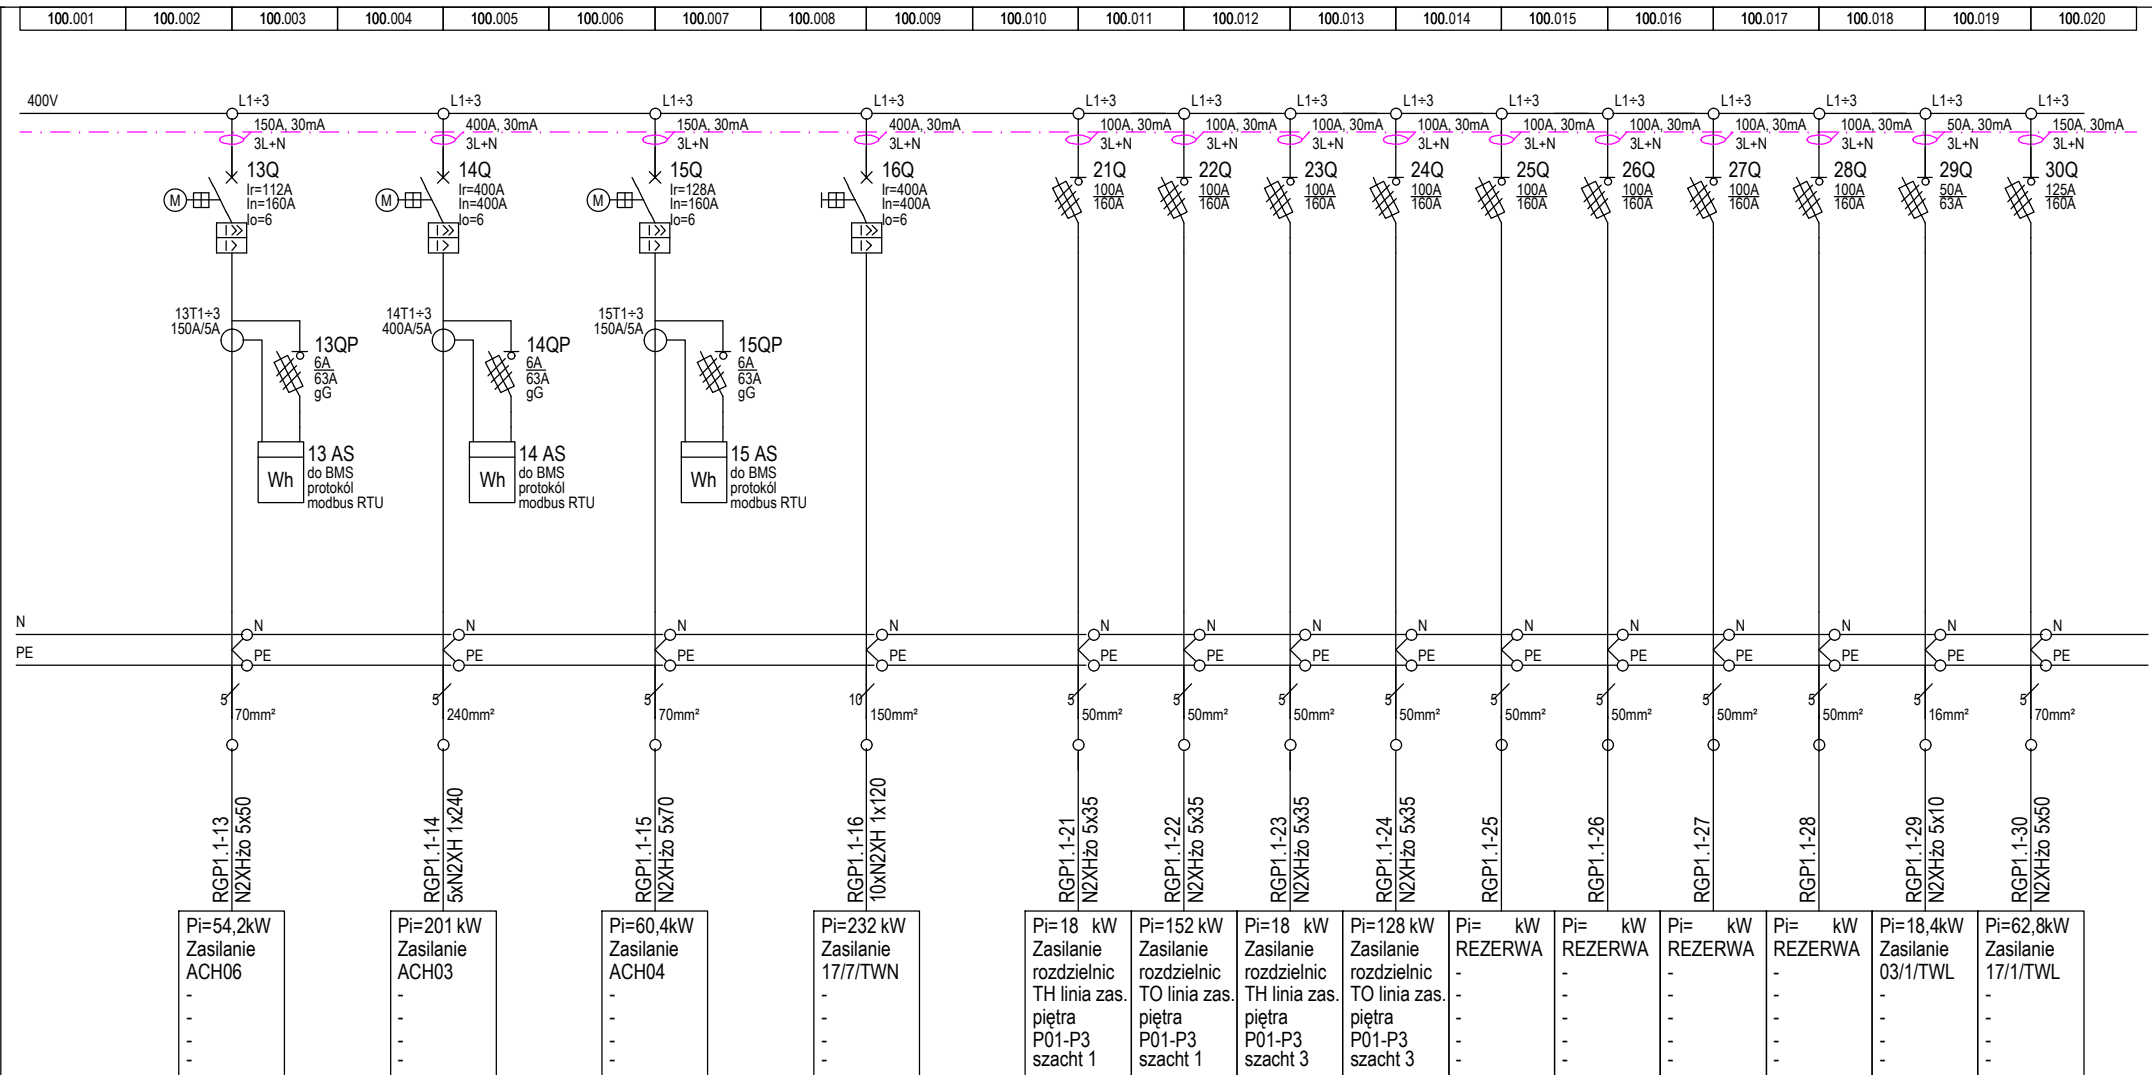 100.001 100.002 100.003 100.004 100.005 100.006 100.007 100.008 100.009 100.010 100.011 100.012 100.013 100.014 100.015 100.016 100.017 100.018 100.019 100.020
400V L1÷3 L1÷3 L1÷3 L1÷3 L1÷3 L1÷3 L1÷3 L1÷3 L1÷3 L1÷3 L1÷3 L1÷3 L1÷3 L1÷3
150A, 30mA 400A, 30mA 150A, 30mA 400A, 30mA 100A, 30mA 100A, 30mA 100A, 30mA 100A, 30mA 100A, 30mA 100A, 30mA 100A, 30mA 100A, 30mA 50A, 30mA 150A, 30mA
3L+N 3L+N 3L+N 3L+N 3L+N 3L+N 3L+N 3L+N 3L+N 3L+N 3L+N 3L+N 3L+N 3L+N
13Q 14Q 15Q 16Q 21Q 22Q 23Q 24Q 25Q 26Q 27Q 28Q 29Q 30Q
Ir=112A Ir=400A Ir=128A Ir=400A 100A 100A 100A 100A 100A 100A 100A 100A 50A 125A
M In=160A M In=400A M In=160A In=400A 160A 160A 160A 160A 160A 160A 160A 160A 63A 160A
Io=6 Io=6 Io=6 Io=6
I>> I>> I>> I>>
I> I> I> I>
13T1÷3 14T1÷3 15T1÷3
150A/5A 400A/5A 150A/5A
13QP 14QP 15QP
6A 6A 6A
63A 63A 63A
gG gG gG
13 AS 14 AS 15 AS
do BMS do BMS do BMS
Wh protokól Wh protokól Wh protokól
modbus RTU modbus RTU modbus RTU
N N N N N N N N N N N N N N N
PE PE PE PE PE PE PE PE PE PE PE PE PE PE PE
5 5 5 10 5 5 5 5 5 5 5 5 5 5
70mm² 240mm² 70mm² 150mm² 50mm² 50mm² 50mm² 50mm² 50mm² 50mm² 50mm² 50mm² 16mm² 70mm²
RGP1.1-13
N2XHżo 5x50
RGP1.1-14
5xN2XH 1x240
RGP1.1-15
N2XHżo 5x70
RGP1.1-16
10xN2XH 1x120
RGP1.1-21
N2XHżo 5x35
RGP1.1-22
N2XHżo 5x35
RGP1.1-23
N2XHżo 5x35
RGP1.1-24
N2XHżo 5x35
RGP1.1-25
RGP1.1-26
RGP1.1-27
RGP1.1-28
RGP1.1-29
N2XHżo 5x10
RGP1.1-30
N2XHżo 5x50
Pi=54,2kW
Zasilanie
ACH06
-
-
-
-
Pi=201 kW
Zasilanie
ACH03
-
-
-
-
Pi=60,4kW
Zasilanie
ACH04
-
-
-
-
Pi=232 kW
Zasilanie
17/7/TWN
-
-
-
-
Pi=18 kW
Zasilanie
rozdzielnic
TH linia zas.
piętra
P01-P3
szacht 1
Pi=152 kW
Zasilanie
rozdzielnic
TO linia zas.
piętra
P01-P3
szacht 1
Pi=18 kW
Zasilanie
rozdzielnic
TH linia zas.
piętra
P01-P3
szacht 3
Pi=128 kW
Zasilanie
rozdzielnic
TO linia zas.
piętra
P01-P3
szacht 3
Pi= kW
REZERWA
-
-
-
-
-
Pi= kW
REZERWA
-
-
-
-
-
Pi= kW
REZERWA
-
-
-
-
-
Pi= kW
REZERWA
-
-
-
-
-
Pi=18,4kW
Zasilanie
03/1/TWL
-
-
-
-
Pi=62,8kW
Zasilanie
17/1/TWL
-
-
-
-